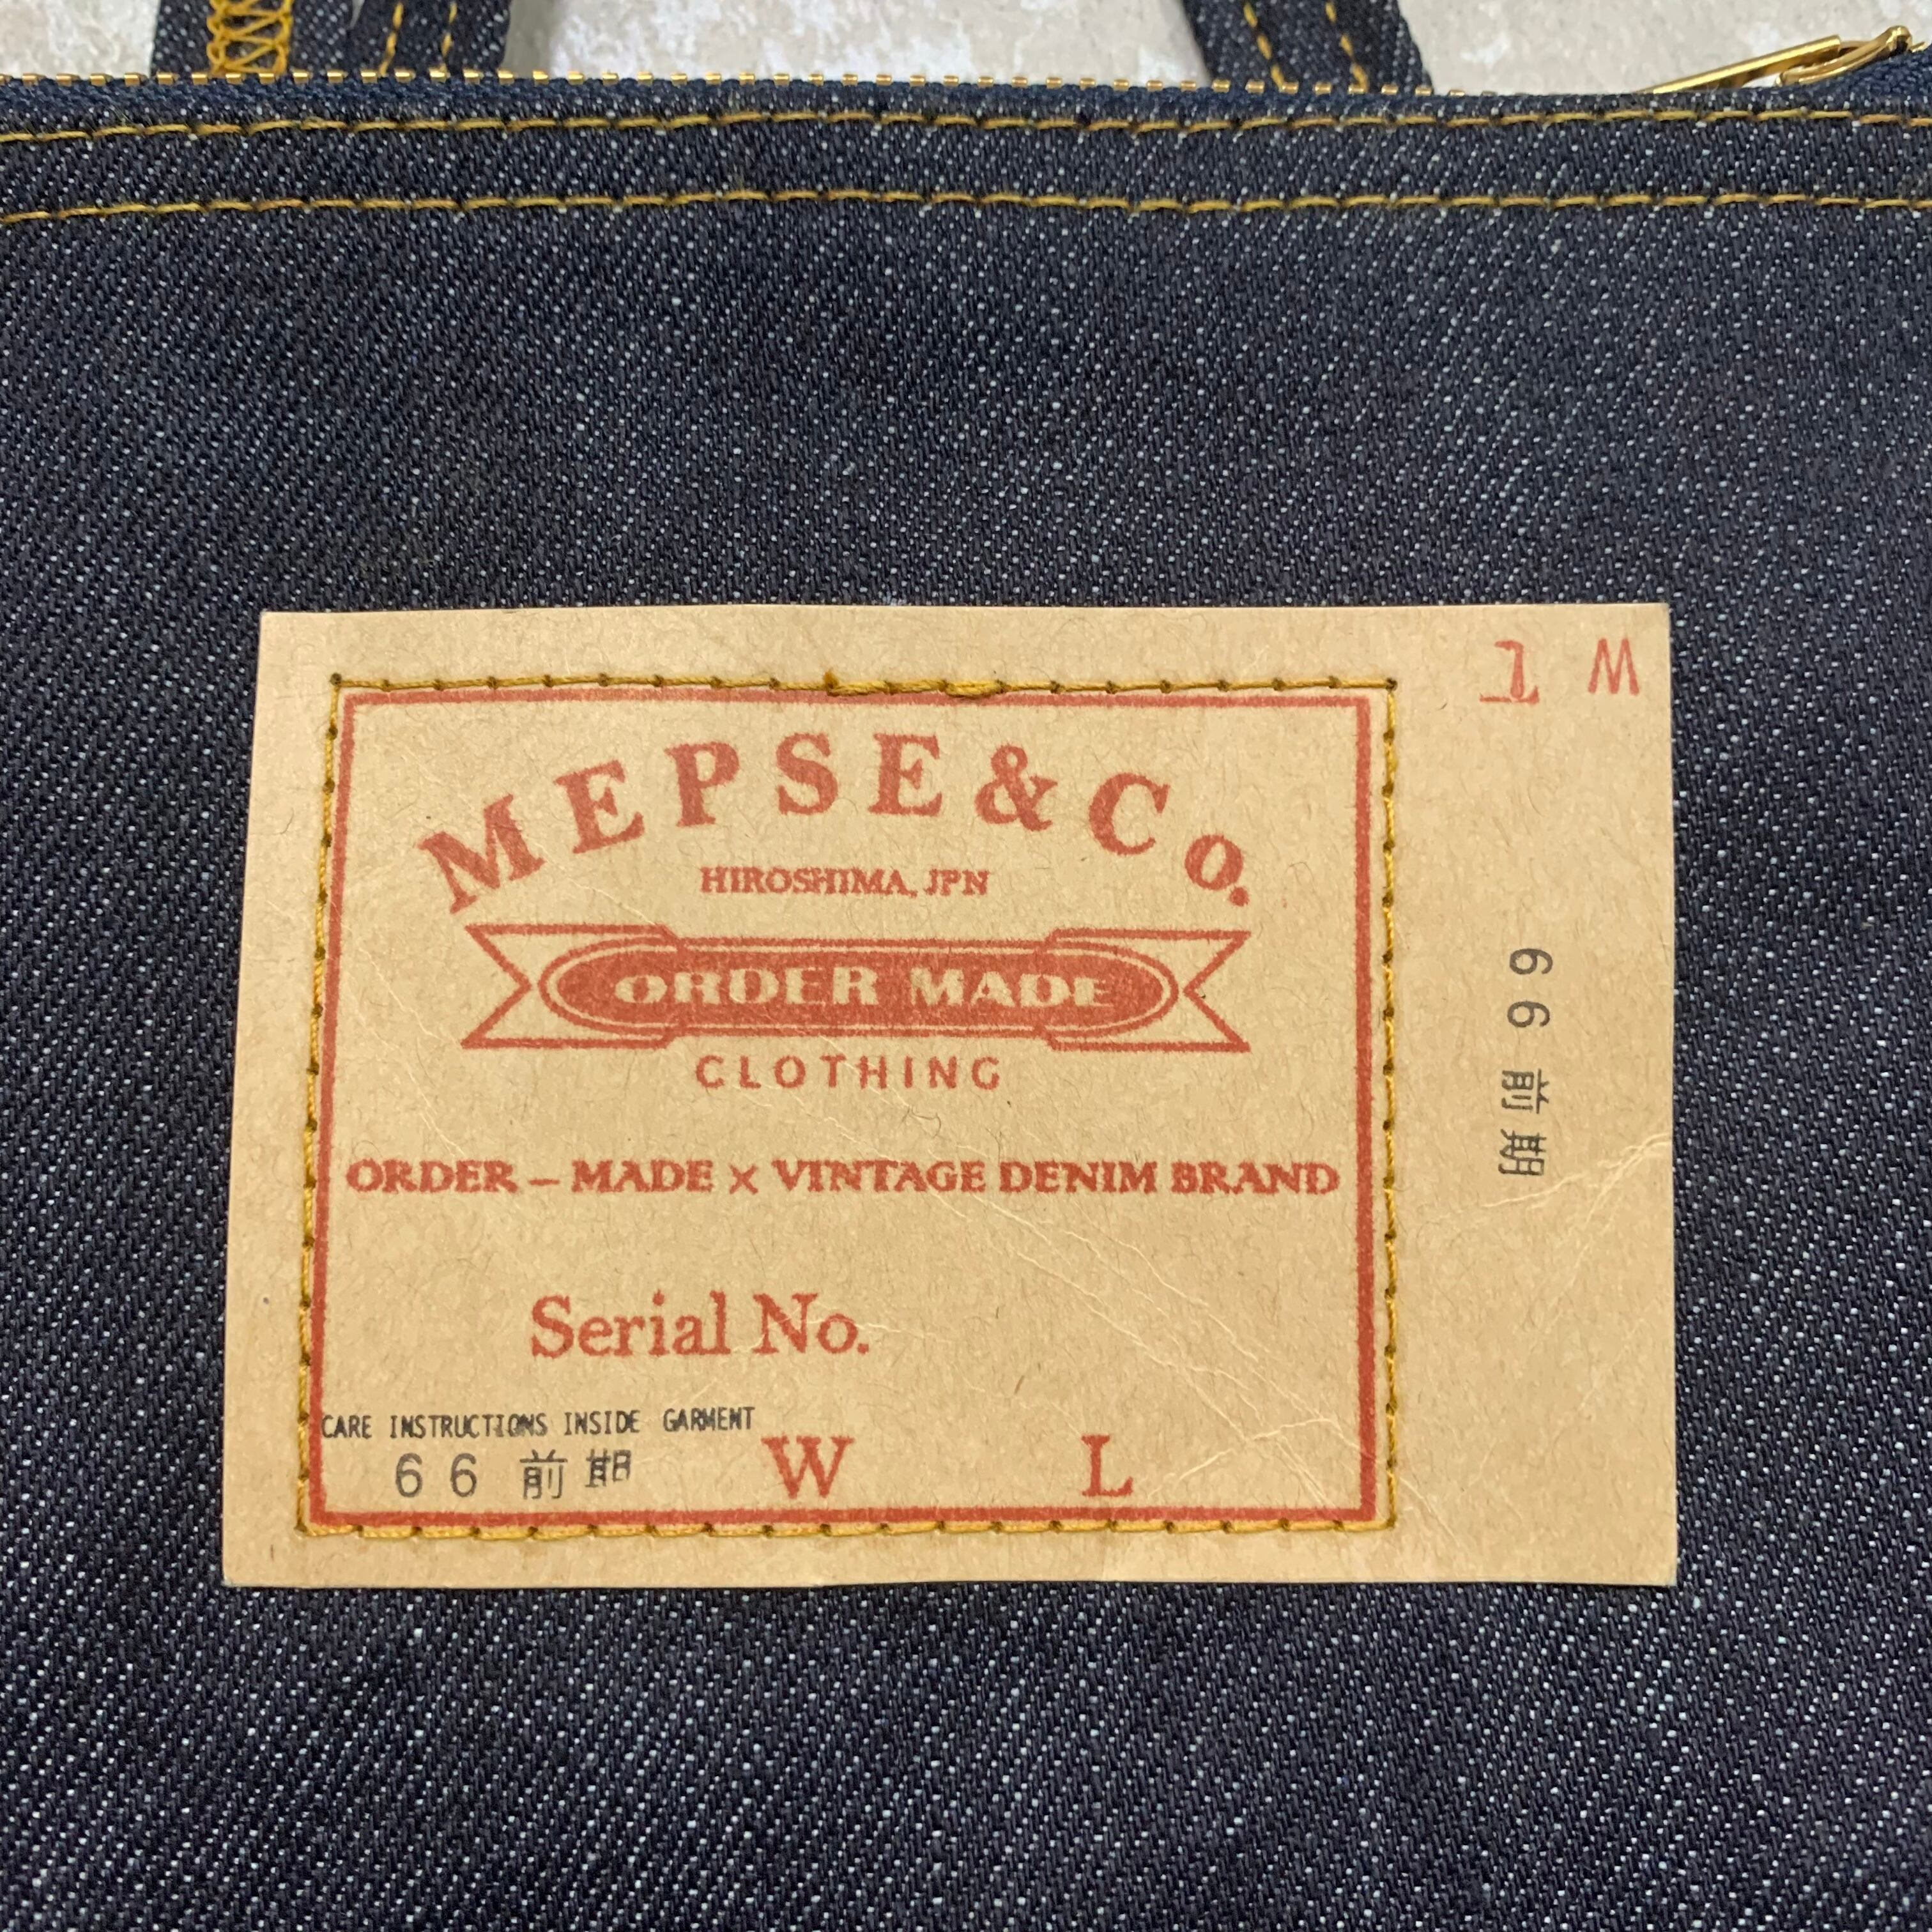 MEPSE&Co.
HIROSHIMA, JPN
ORDER MADE
CLOTHING
ORDER – MADE × VINTAGE DENIM BRAND
Serial No.
CARE INSTRUCTIONS INSIDE GARMENT
66 前期 W L
W L
66 前期